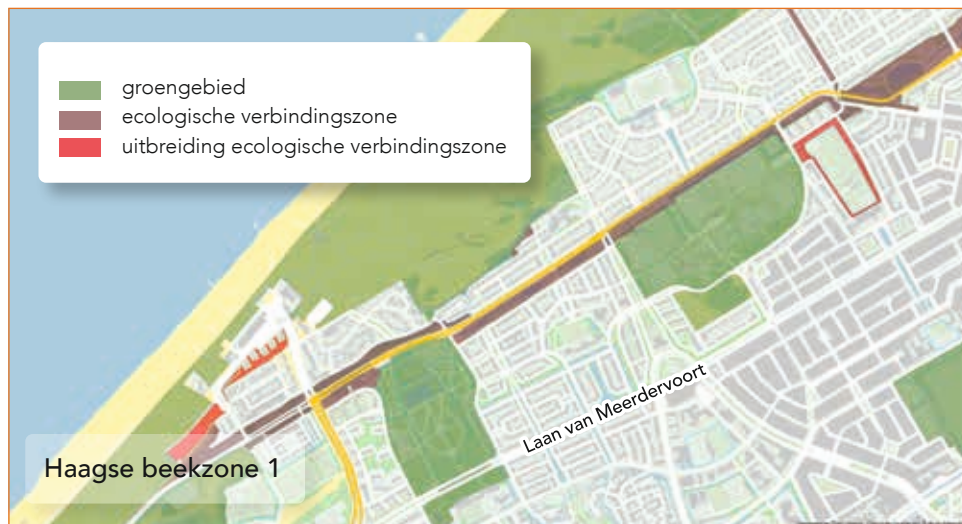 groengebied
ecologische verbindingszone
uitbreiding ecologische verbindingszone
Laan van Meerdervoort
Haagse beekzone 1